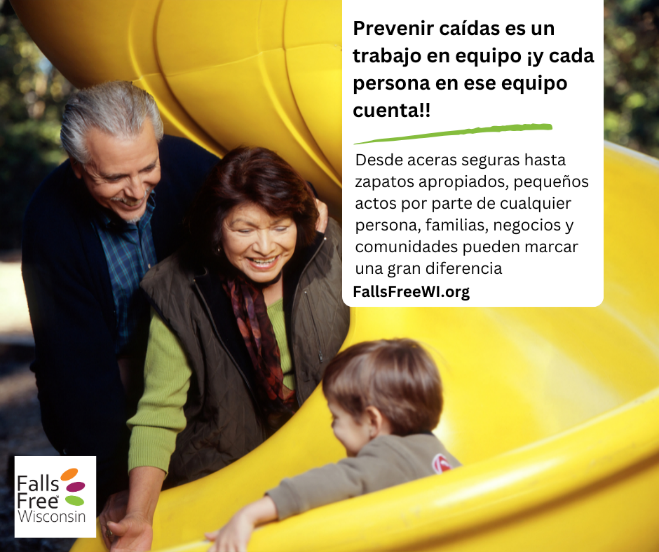 Prevenir caídas es un
trabajo en equipo ¡y cada
persona en ese equipo
cuenta!!
Desde aceras seguras hasta
zapatos apropiados, pequeños
actos por parte de cualquier
persona, familias, negocios y
comunidades pueden marcar
una gran diferencia
FallsFreeWI.org
Falls
Free
Wisconsin